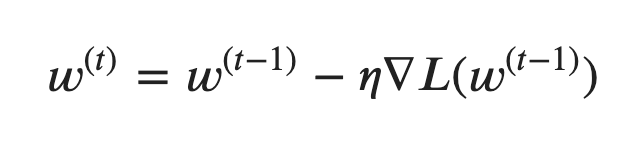 w^{(t)} = w^{(t−1)} − η∇L(w^{(t−1)})